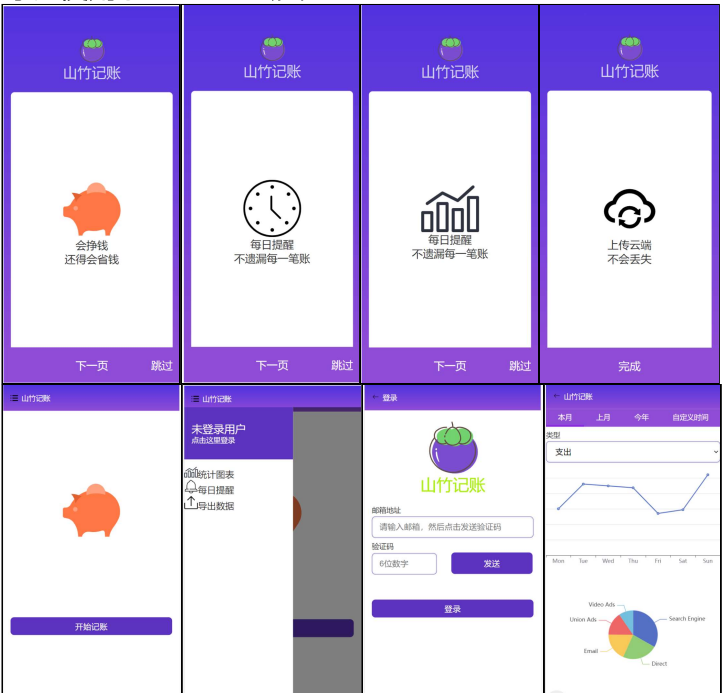 山竹记账
会挣钱
还得会省钱
下一页
跳过
山竹记账
每日提醒
不遗漏每一笔账
下一页
跳过
山竹记账
每日提醒
不遗漏每一笔账
下一页
跳过
山竹记账
上传云端
不会丢失
完成
山竹记账
开始记账
山竹记账
未登录用户
点击这里登录
统计图表
每日提醒
导出数据
登录
山竹记账
邮箱地址
请输入邮箱，然后点击发送验证码
验证码
6位数字
发送
登录
山竹记账
本月 上月 今年 自定义时间
类型
支出
Mon Tue Wed Thu Fri Sat Sun
Video Ads
Union Ads
Search Engine
Email
Direct